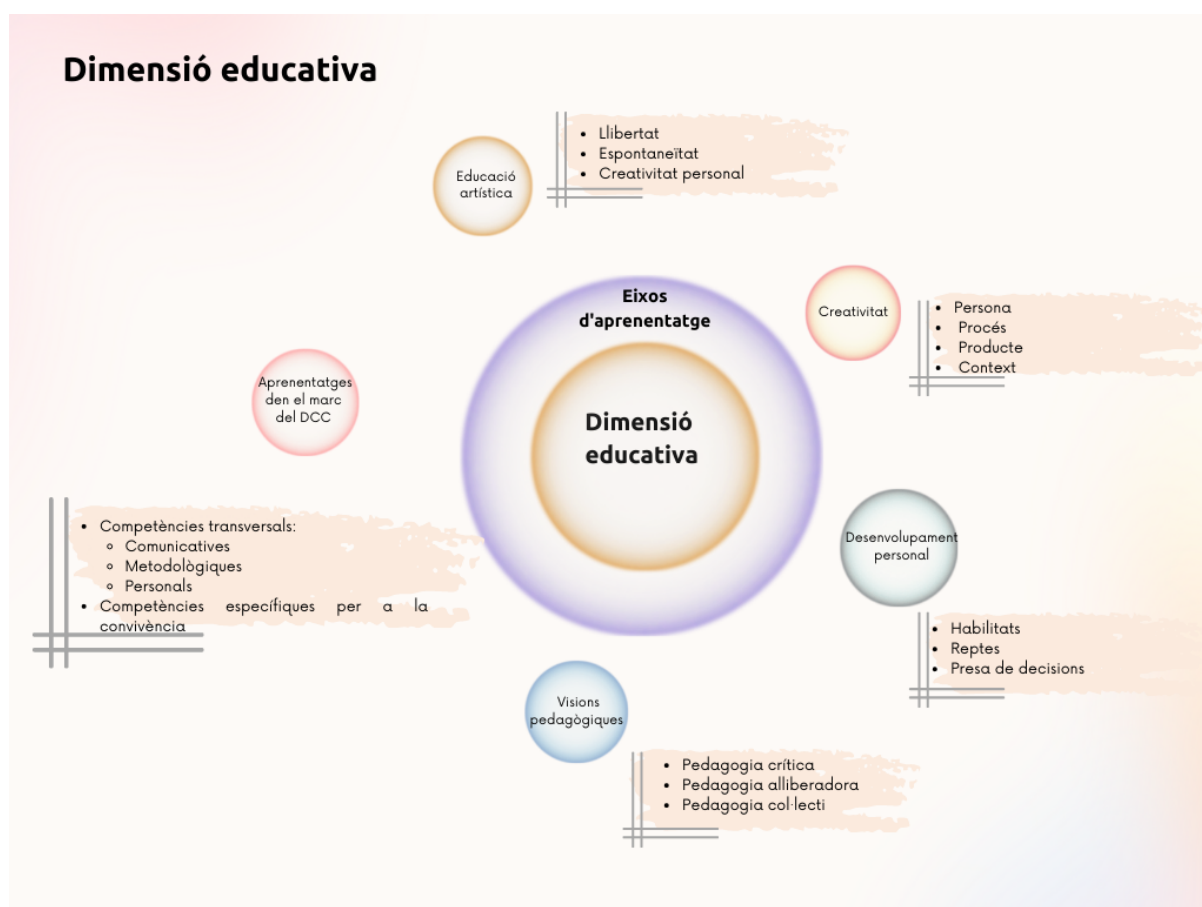 Dimensió educativa
Educació
artística
• Llibertat
• Espontaneïtat
• Creativitat personal
Eixos
d'aprenentatge
Dimensió
educativa
Creativitat
• Persona
• Procés
• Producte
• Context
Aprenentatges
den el marc
del DCC
• Competències transversals:
◦ Comunicatives
◦ Metodològiques
◦ Personals
• Competències específiques per a la
convivència
Desenvolupament
personal
• Habilitats
• Reptes
• Presa de decisions
Visions
pedagògiques
• Pedagogia crítica
• Pedagogia alliberadora
• Pedagogia col·lecti